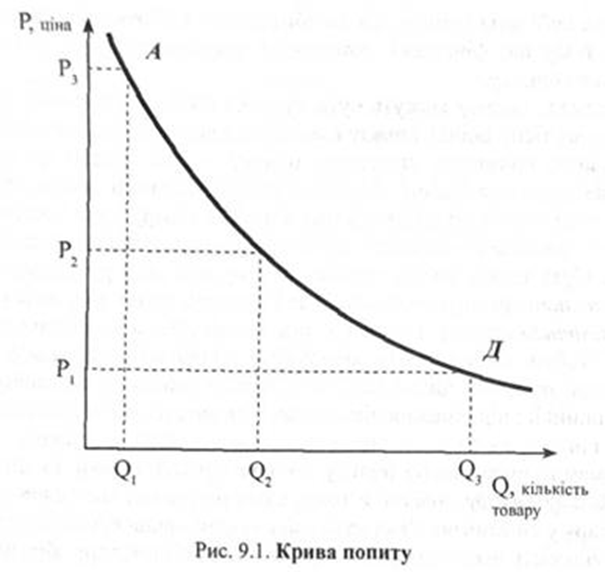 P, ціна
A
P₃
P₂
P₁
Д
Q₁
Q₂
Q₃
Q, кількість
товару
Рис. 9.1. Крива попиту